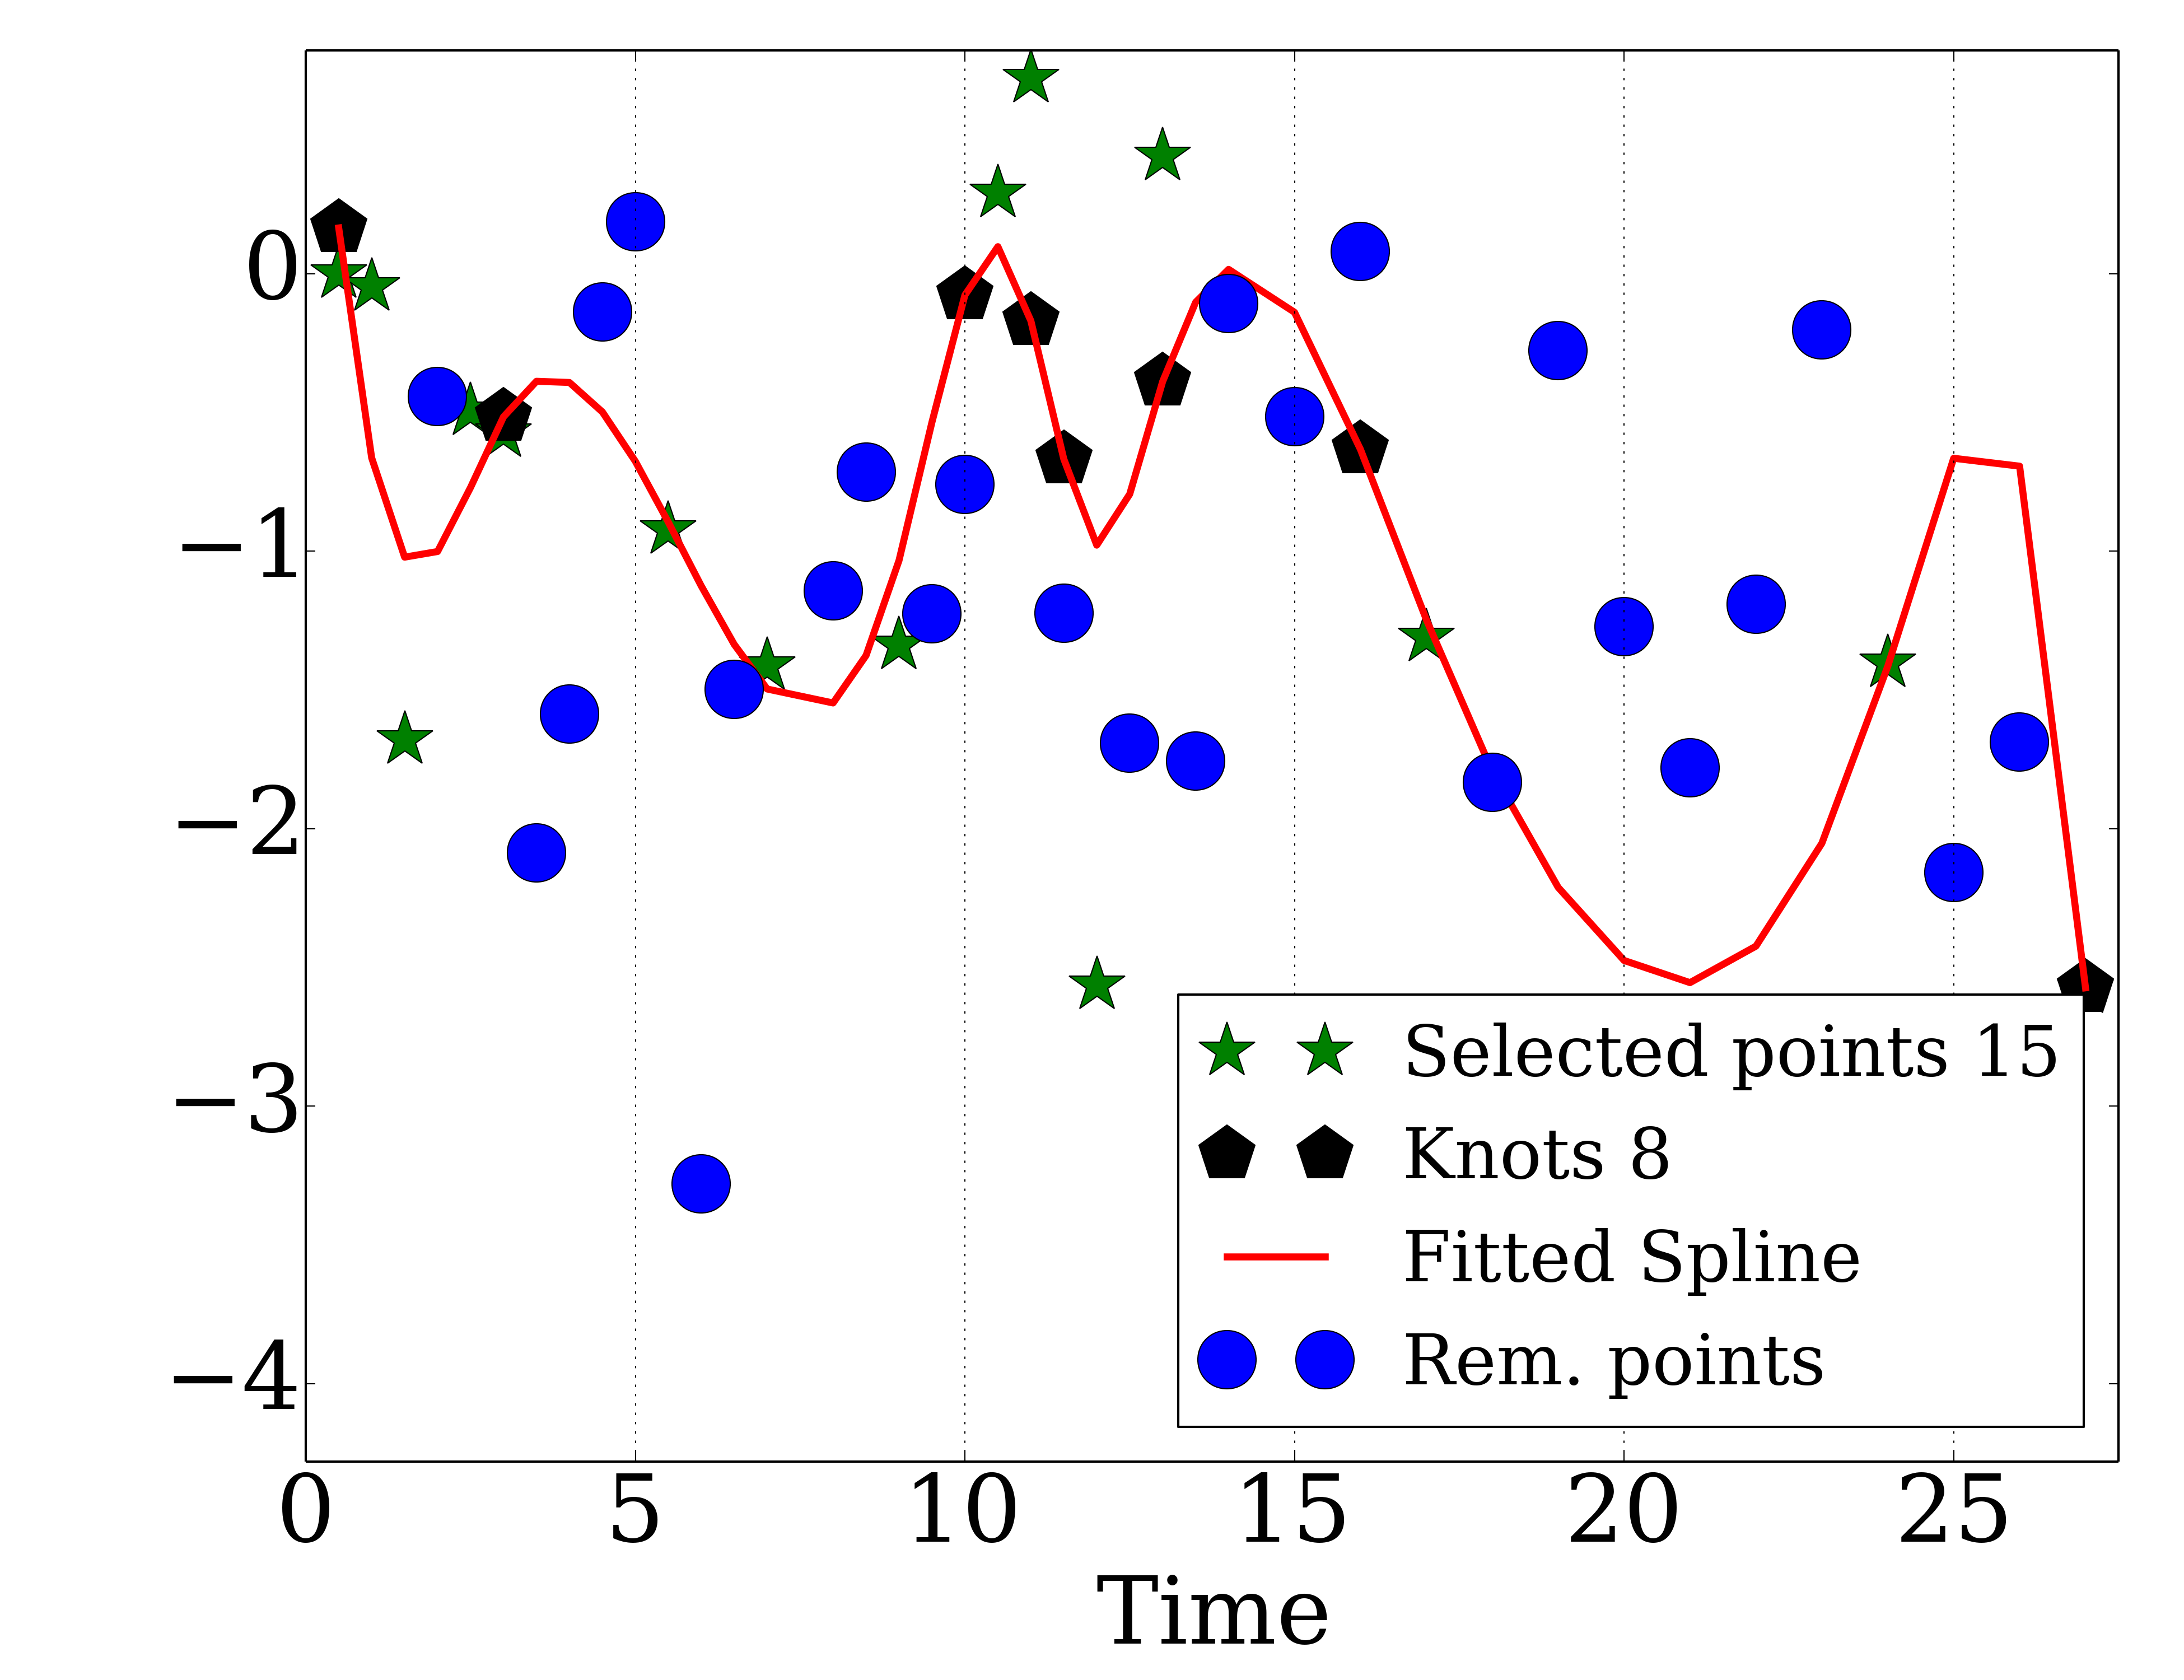 0
−1
−2
−3
−4
Selected points 15
Knots 8
Fitted Spline
Rem. points
0 5 10 15 20 25
Time